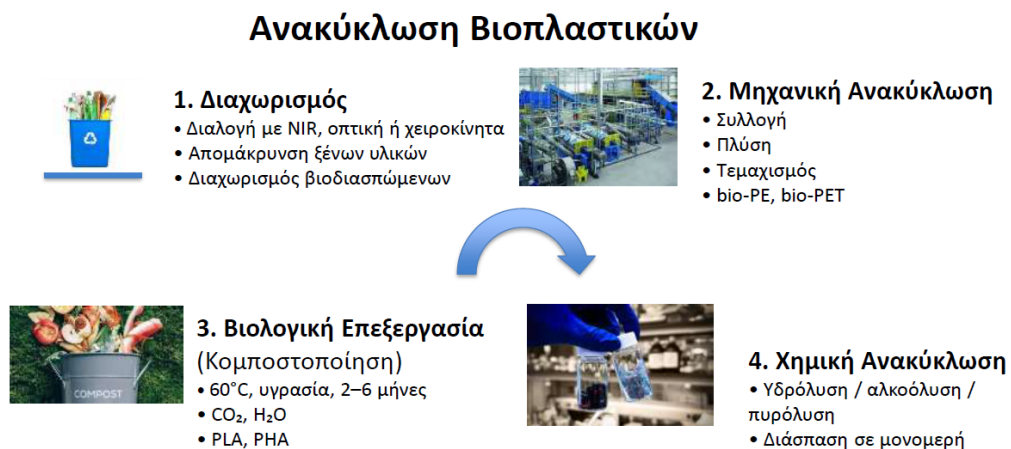 Ανακύκλωση Βιοπλαστικών
1. Διαχωρισμός
• Διαλογή με NIR, οπτική ή χειροκίνητα
• Απομάκρυνση ξένων υλικών
• Διαχωρισμός βιοδιασπώμενων
2. Μηχανική Ανακύκλωση
• Συλλογή
• Πλύση
• Τεμαχισμός
• bio-PE, bio-PET
3. Βιολογική Επεξεργασία
(Κομποστοποίηση)
• 60°C, υγρασία, 2–6 μήνες
• CO₂, H₂O
• PLA, PHA
COMPOST
4. Χημική Ανακύκλωση
• Υδρόλυση / αλκοόλυση /
πυρόλυση
• Διάσπαση σε μονομερή